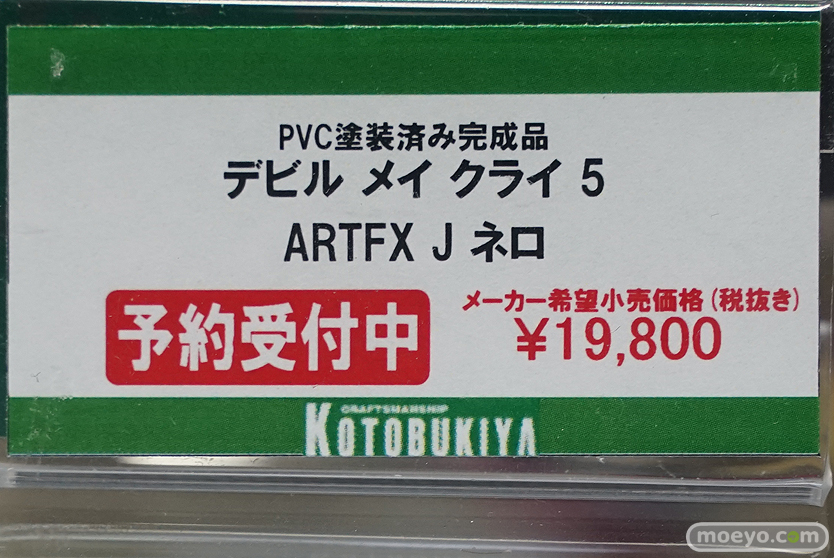 PVC塗装済み完成品
デビル メイ クライ 5
ARTFX J ネロ
予約受付中
メーカー希望小売価格(税抜き)
¥19,800
CRAFTSMANSHIP
KOTOBUKIYA
moeyo.com